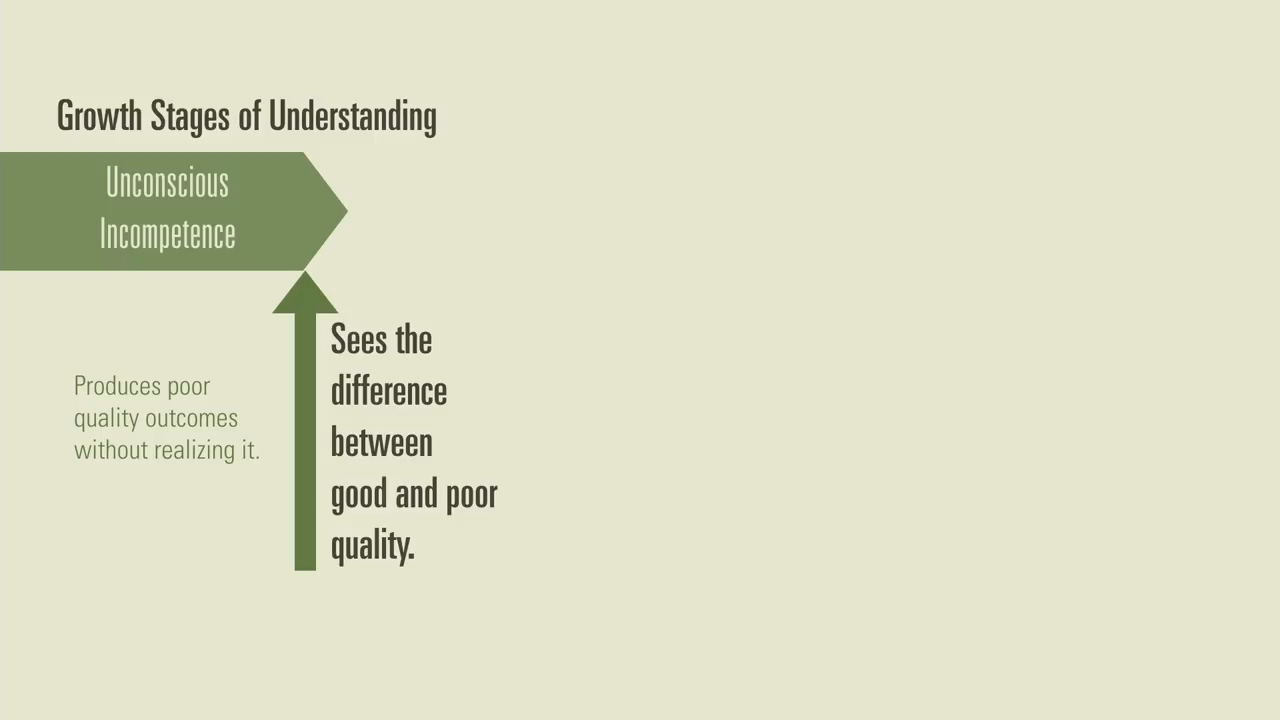 Growth Stages of Understanding
Unconscious
Incompetence
Produces poor
quality outcomes
without realizing it.
Sees the
difference
between
good and poor
quality.